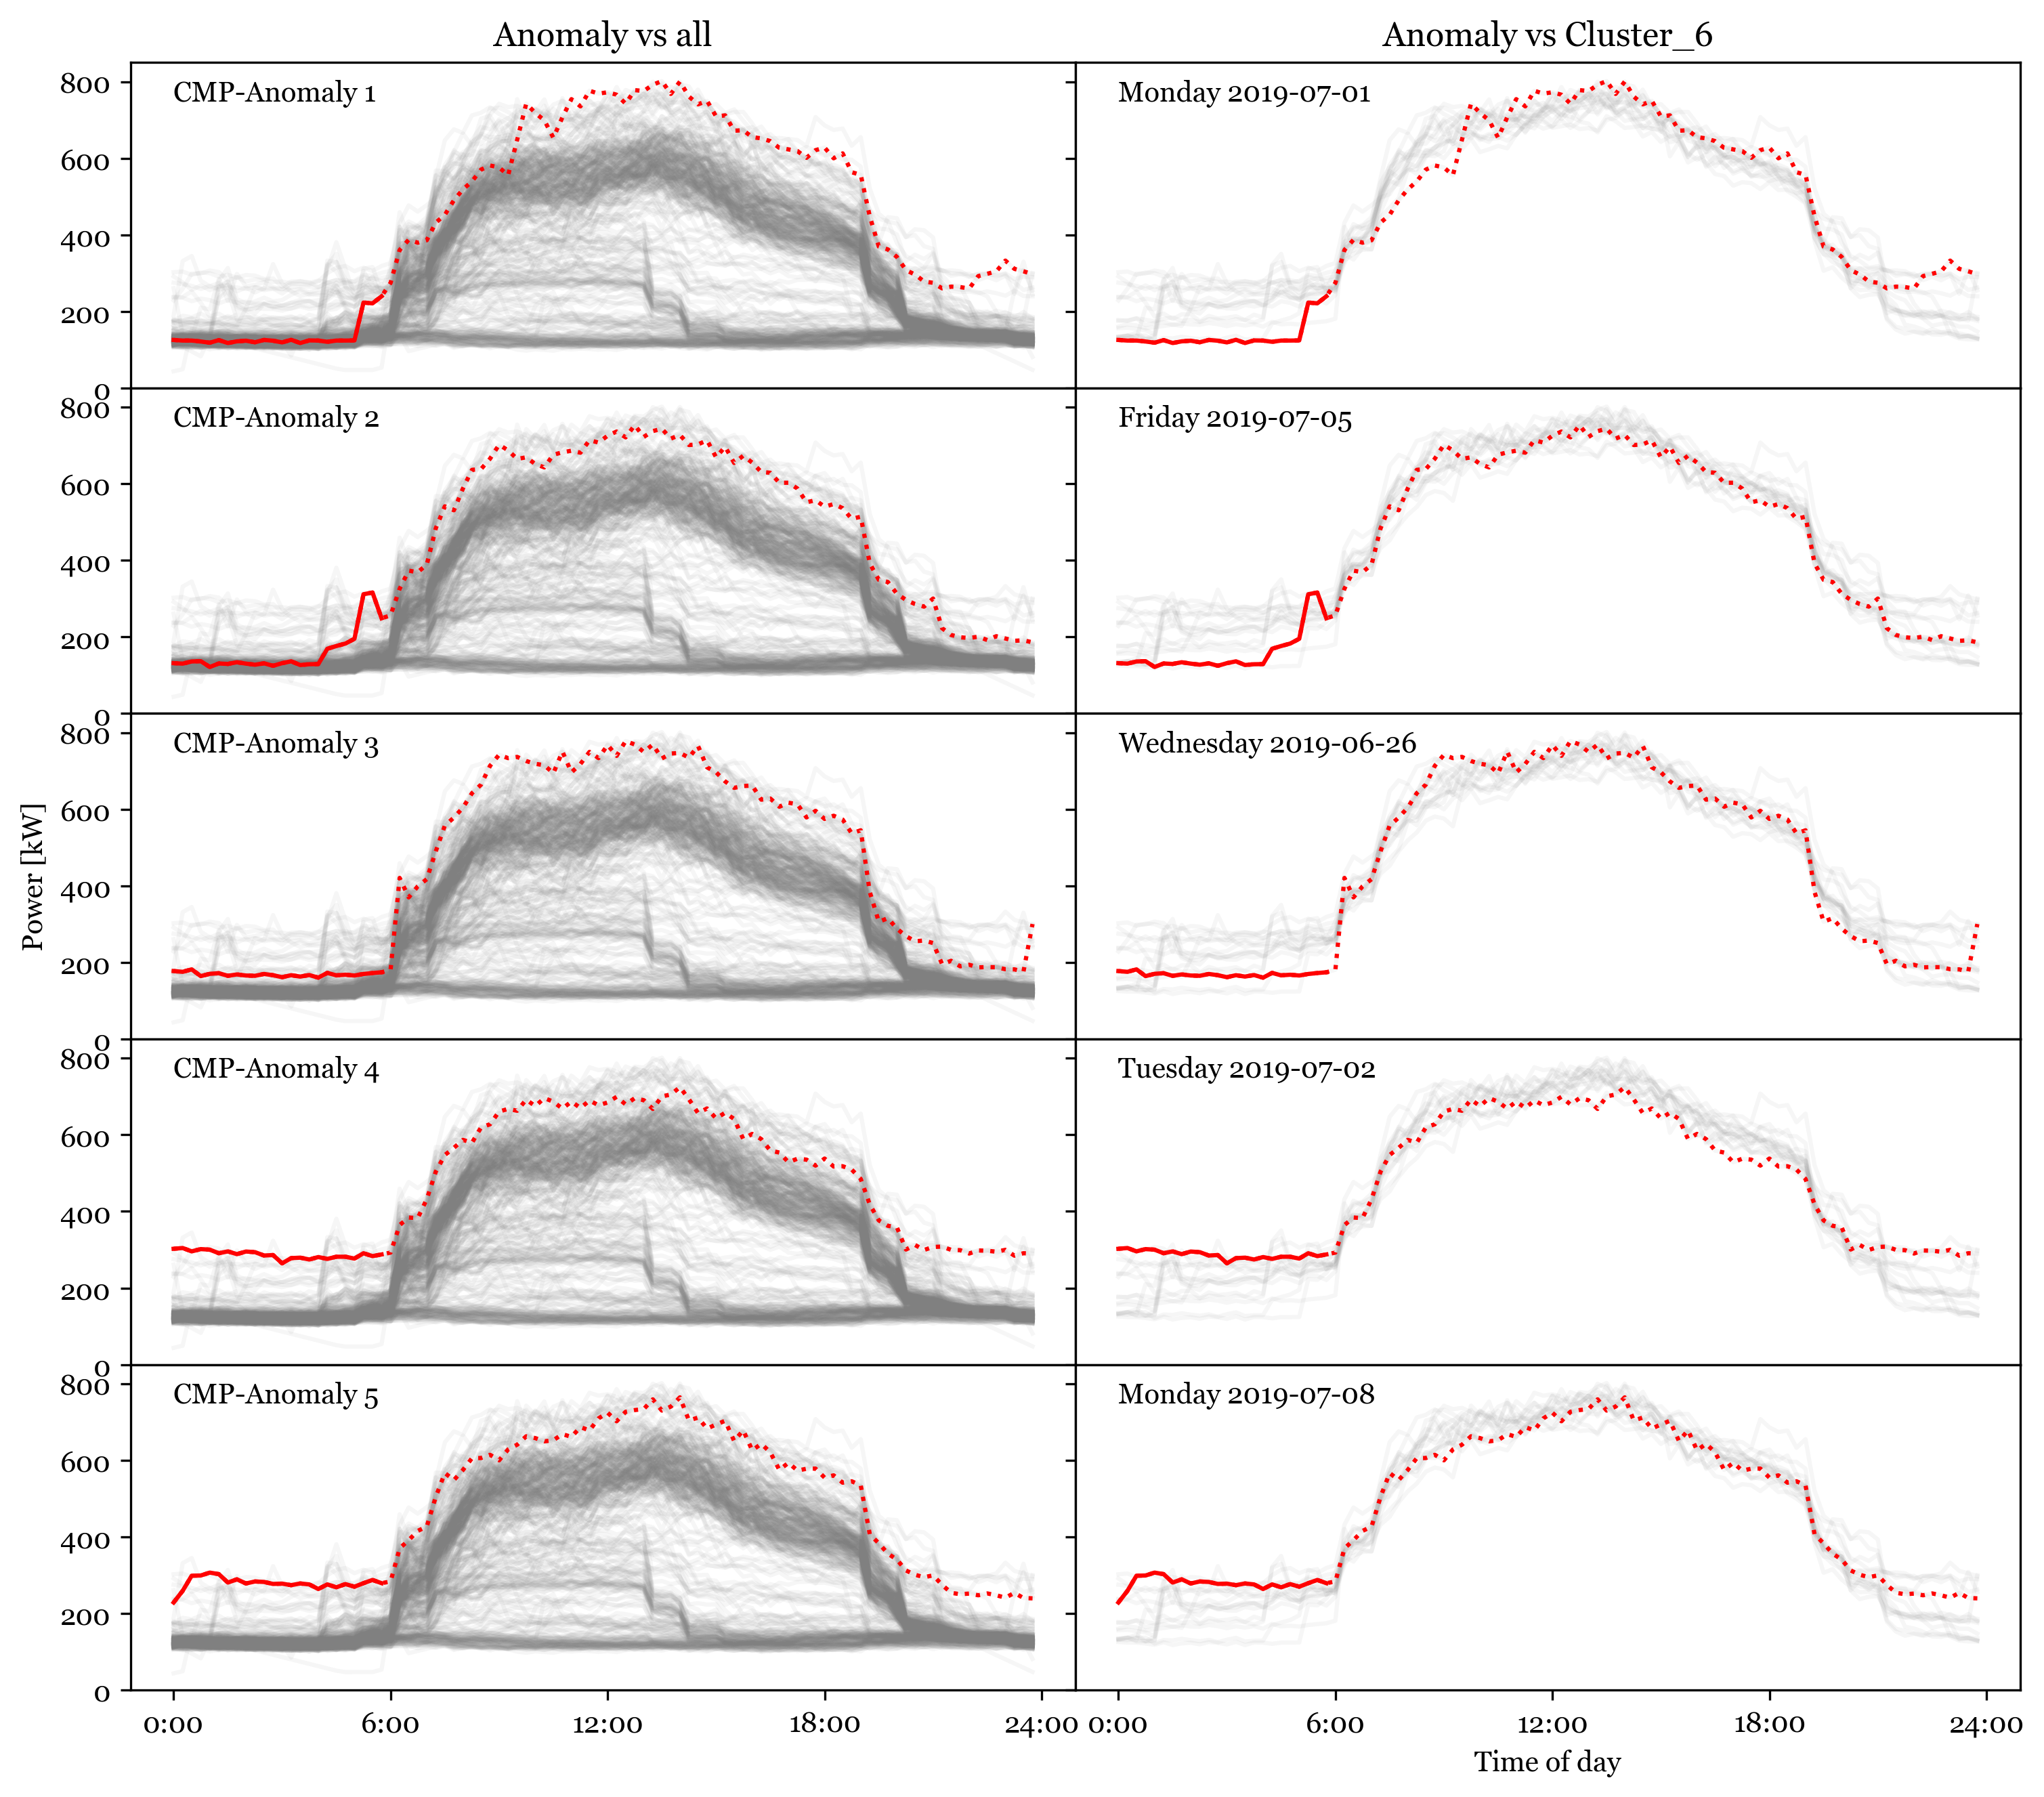 Anomaly vs all
Anomaly vs Cluster_6
CMP-Anomaly 1
Monday 2019-07-01
800
600
400
200
0
CMP-Anomaly 2
Friday 2019-07-05
800
600
400
200
0
CMP-Anomaly 3
Wednesday 2019-06-26
800
600
400
200
0
Power [kW]
CMP-Anomaly 4
Tuesday 2019-07-02
800
600
400
200
0
CMP-Anomaly 5
Monday 2019-07-08
800
600
400
200
0
0:00 6:00 12:00 18:00 24:00 0:00 6:00 12:00 18:00 24:00
Time of day